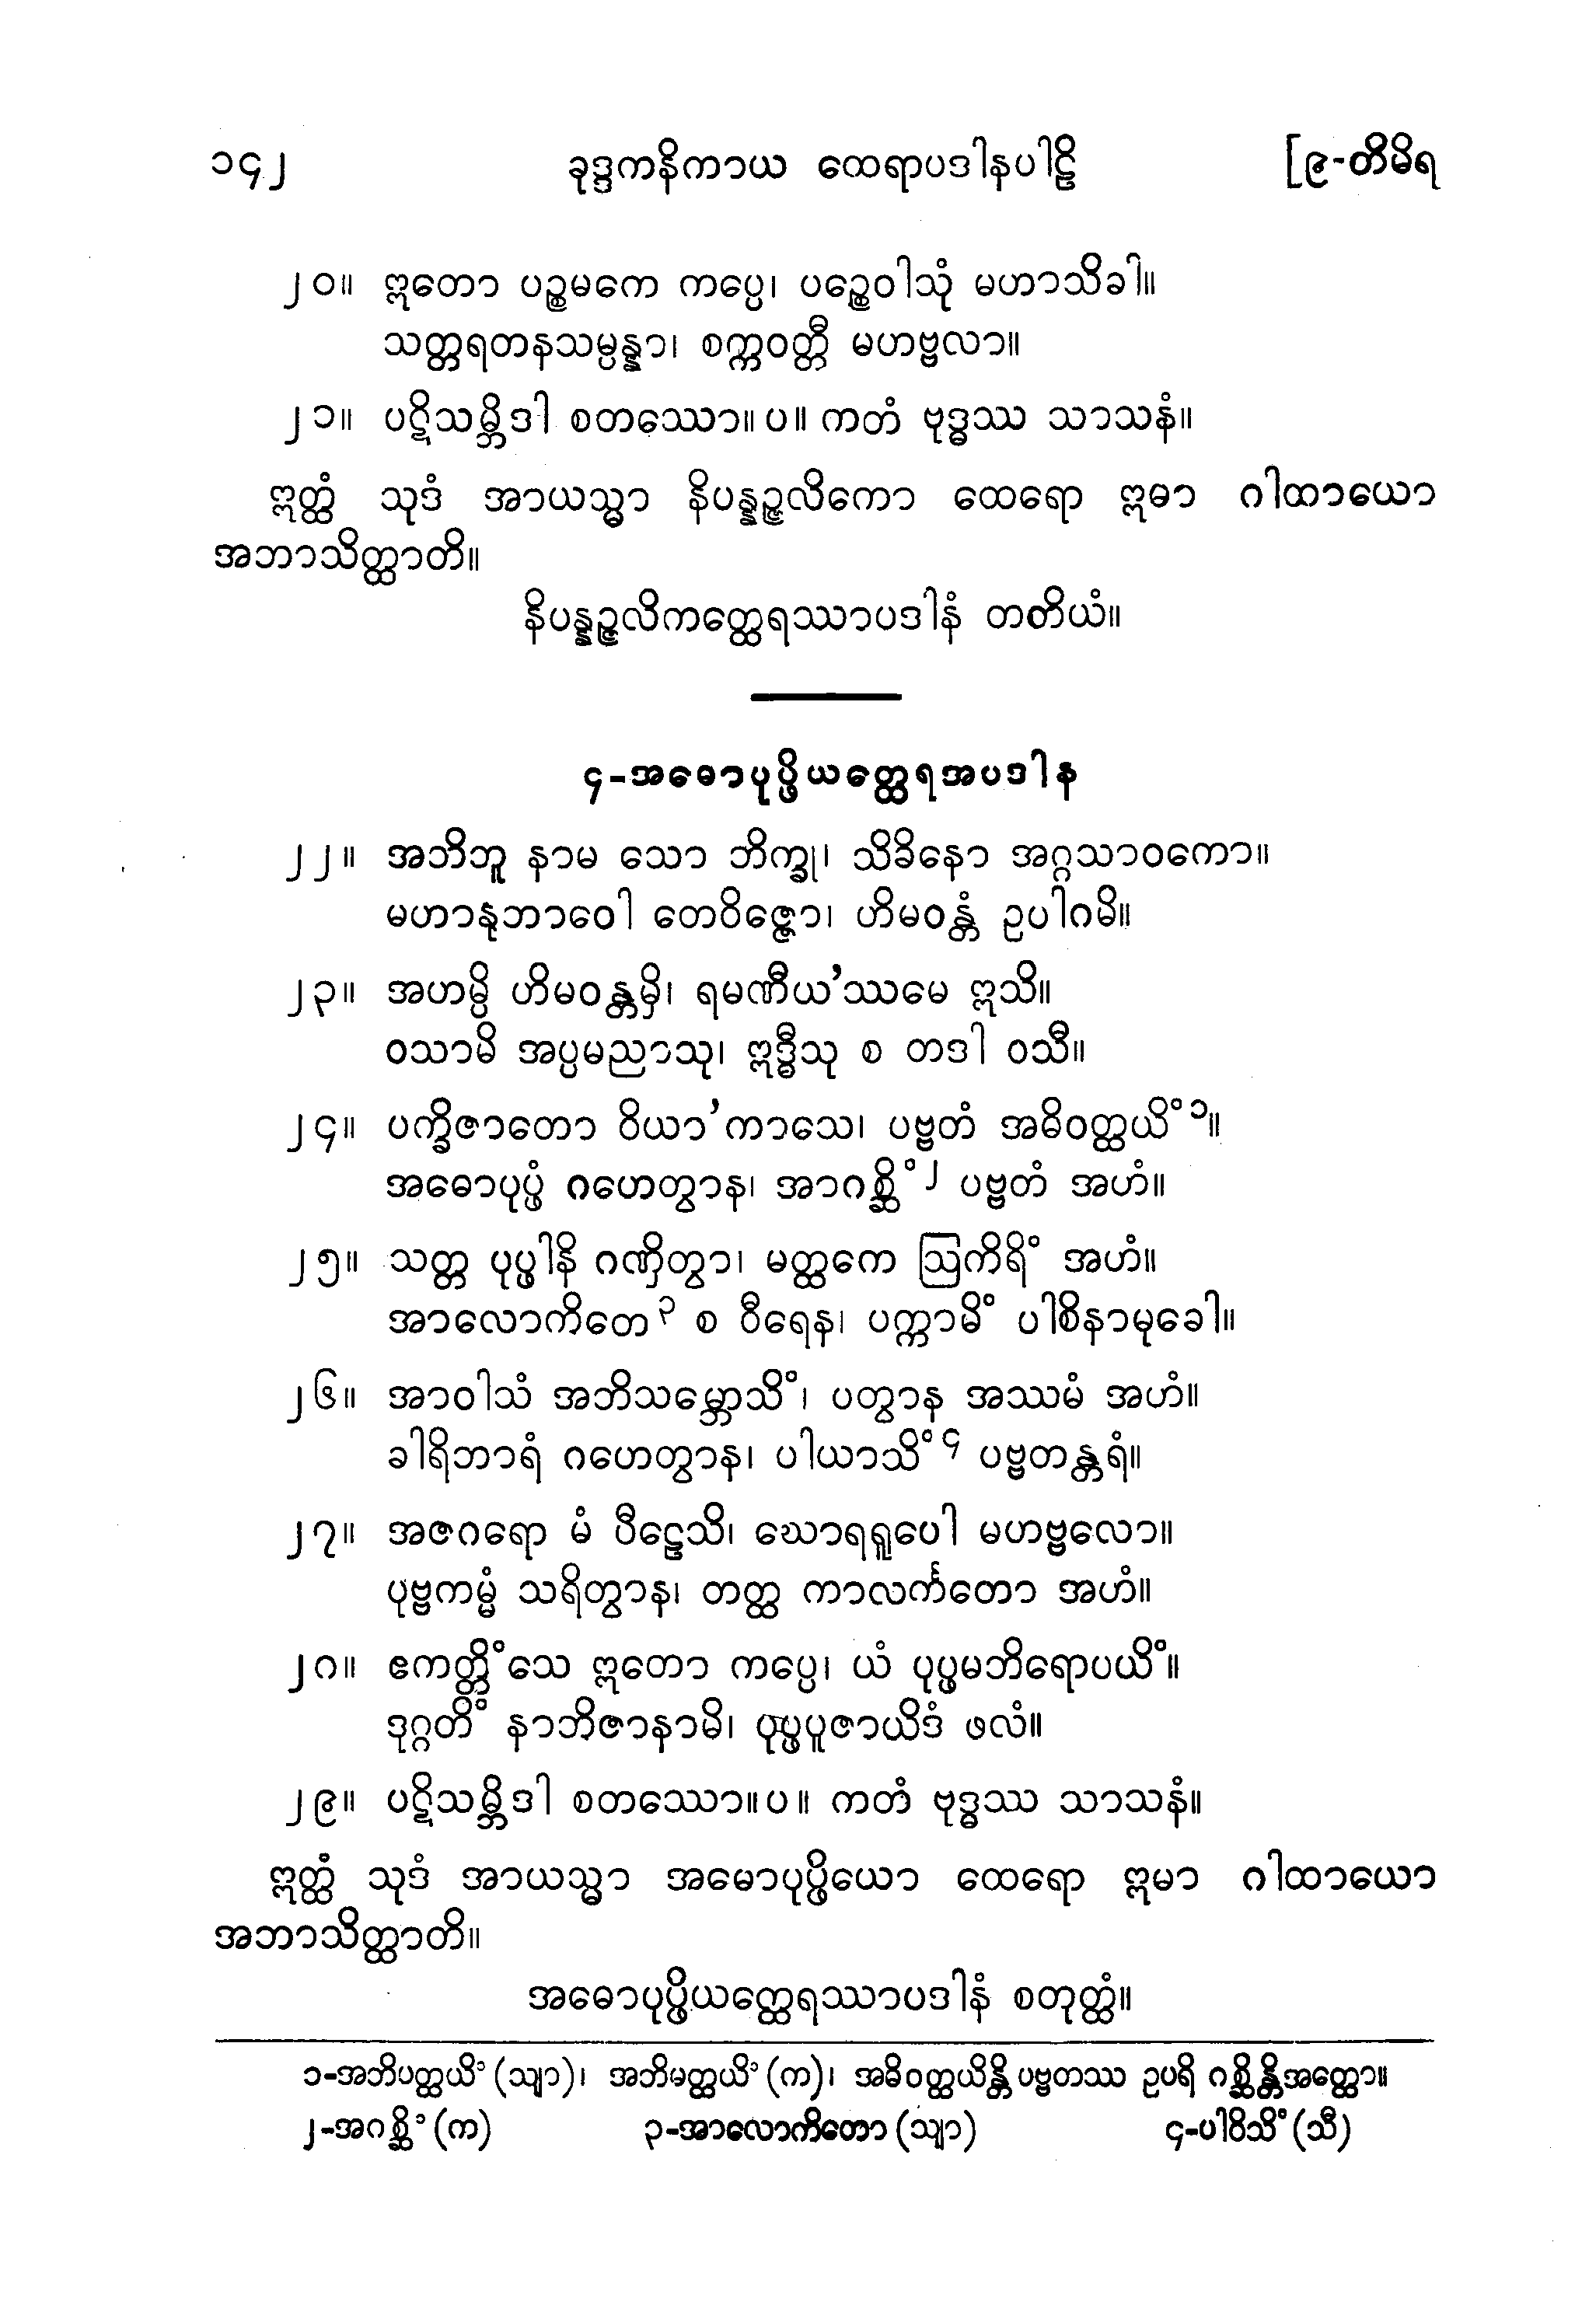 ၁၄၂ ခုဒ္ဒကနိကာယ ထေရာပဒါနပါဠိ [၉-တိမိရ
၂၀။ ဣတော ပဉ္စမကေ ကပ္ပေ၊ ပဉ္စေဝါသုံ မဟာသိခါ။
သတ္တရတနသမ္ပန္နာ၊ စက္ကဝတ္တီ မဟဗ္ဗလာ။
၂၁။ ပဋိသမ္ဘိဒါ စတဿော။ပ။ ကတံ ဗုဒ္ဓဿ သာသနံ။
ဣတ္ထံ သုဒံ အာယသ္မာ နိပန္နဉ္ဇလိကော ထေရော ဣဓာ ဂါထာယော
အဘာသိတ္ထာတိ။
နိပန္နဉ္ဇလိကတ္ထေရဿာပဒါနံ တတိယံ။
၄-အဓောပုပ္ဖိယတ္ထေရအပဒါန
၂၂။ အဘိဘူ နာမ သော ဘိက္ခု၊ သိခိနော အဂ္ဂသာဝကော။
မဟာနုဘာဝေါ တေဝိဇ္ဇော၊ ဟိမဝန္တံ ဥပါဂမိ။
၂၃။ အဟမ္ပိ ဟိမဝန္တမှိ၊ ရမဏီယ’ဿမေ ဣသိ။
ဝသာမိ အပ္ပမညာသု၊ ဣဒ္ဓီသု စ တဒါ ဝသီ။
၂၄။ ပက္ခိဇာတော ဝိယာ’ကာသေ၊ ပဗ္ဗတံ အဓိဝတ္ထယိံ ၁။
အဓောပုပ္ဖံ ဂဟေတွာန၊ အာဂစ္ဆိံ ၂ ပဗ္ဗတံ အဟံ။
၂၅။ သတ္တ ပုပ္ဖါနိ ဂဏှိတွာ၊ မတ္ထကေ ဩကိရိံ အဟံ။
အာလောကိတေ ၃ စ ဝီရေန၊ ပက္ကာမိံ ပါစိနာမုခေါ။
၂၆။ အာဝါသံ အဘိသမ္ဘောသိံ၊ ပတွာန အဿမံ အဟံ။
ခါရိဘာရံ ဂဟေတွာန၊ ပါယာသိံ ၄ ပဗ္ဗတန္တရံ။
၂၇။ အဇဂရော မံ ပီဠေသိ၊ ဃောရရူပေါ မဟဗ္ဗလော။
ပုဗ္ဗကမ္မံ သရိတွာန၊ တတ္ထ ကာလင်္ကတော အဟံ။
၂၈။ ဧကတ္တိံသေ ဣတော ကပ္ပေ၊ ယံ ပုပ္ဖမဘိရောပယိံ။
ဒုဂ္ဂတိံ နာဘိဇာနာမိ၊ ပုပ္ဖပူဇာယိဒံ ဖလံ။
၂၉။ ပဋိသမ္ဘိဒါ စတဿော။ပ။ ကတံ ဗုဒ္ဓဿ သာသနံ။
ဣတ္ထံ သုဒံ အာယသ္မာ အမောပုပ္ဖိယော ထေရော ဣမာ ဂါထာယော
အဘာသိတ္ထာတိ။
အဓောပုပ္ဖိယတ္ထေရဿာပဒါနံ စတုတ္ထံ။
၁-အဘိပတ္ထယိံ (သျာ)၊ အဘိမတ္ထယိံ (က)၊ အဓိဝတ္ထယိန္တိ ပဗ္ဗတဿ ဥပရိ ဂစ္ဆိန္တိအတ္ထော။
၂-အဂစ္ဆိံ (က) ၃-အာလောကိတော (သျာ) ၄-ပါဝိသိံ (သီ)